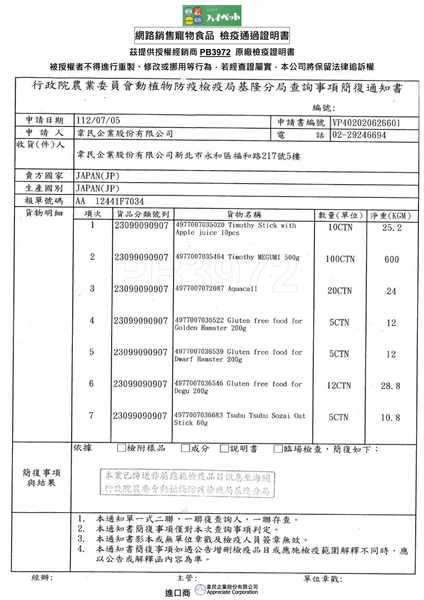 ハイペット
網路銷售寵物食品 檢疫通過證明書
茲提供授權經銷商 PB3972 原廠檢疫證明書
被授權者不得進行重製、修改或挪用等行為．若經查證屬實．本公司將保留法律追訴權
行政院農業委員會動植物防疫檢疫局基隆分局查詢事項簡復通知書
編號:
申請日期 112/07/05 申請書編號 VP402020626601
申請人 韋民企業股份有限公司 電話 02-29246694
收貨(件)人 韋民企業股份有限公司新北市永和區福和路217號5樓
賣方國家 JAPAN(JP)
生產國別 JAPAN(JP)
報單號碼 AA 12441F7034
貨物明細 項次 貨品分類號列 貨物名稱 數量(單位) 淨重(KGM)
1 23099090907 4977007035020 Timothy Stick with Apple juice 10pcs 10CTN 25.2
2 23099090907 4977007035464 Timothy MEGUMI 500g 100CTN 600
3 23099090907 4977007072087 Aquacall 20CTN 24
4 23099090907 4977007036522 Gluten free food for Golden Hamster 200g 5CTN 12
5 23099090907 4977007036539 Gluten free food for Dwarf Hamster 200g 5CTN 12
6 23099090907 4977007036546 Gluten free food for Degu 200g 12CTN 28.8
7 23099090907 4977007036683 Tsubu Tsubu Sozai Oat Stick 60g 5CTN 10.8
PB3972
簡復事項與結果
依據 □檢附樣品 □成分 □說明書 □臨場檢查，簡復如下：
本案已傳送非屬應施檢疫品目訊息至海關
行政院農委會動植物防疫檢疫局基隆分局
1. 本通知單一式二聯，一聯復查詢人，一聯存查。
2. 本通知書簡復事項僅對本次查詢事項判定。
3. 本通知書影本或無單位章戳及檢疫人員簽章無效。
4. 本通知書簡復事項如遇公告增刪檢疫品目或應施檢疫範圍解釋不同時，應以公告或解釋函內容為準。
經辦: 主管: 單位章戳:
進口商 韋民企業股份有限公司
Appreciate Corporation